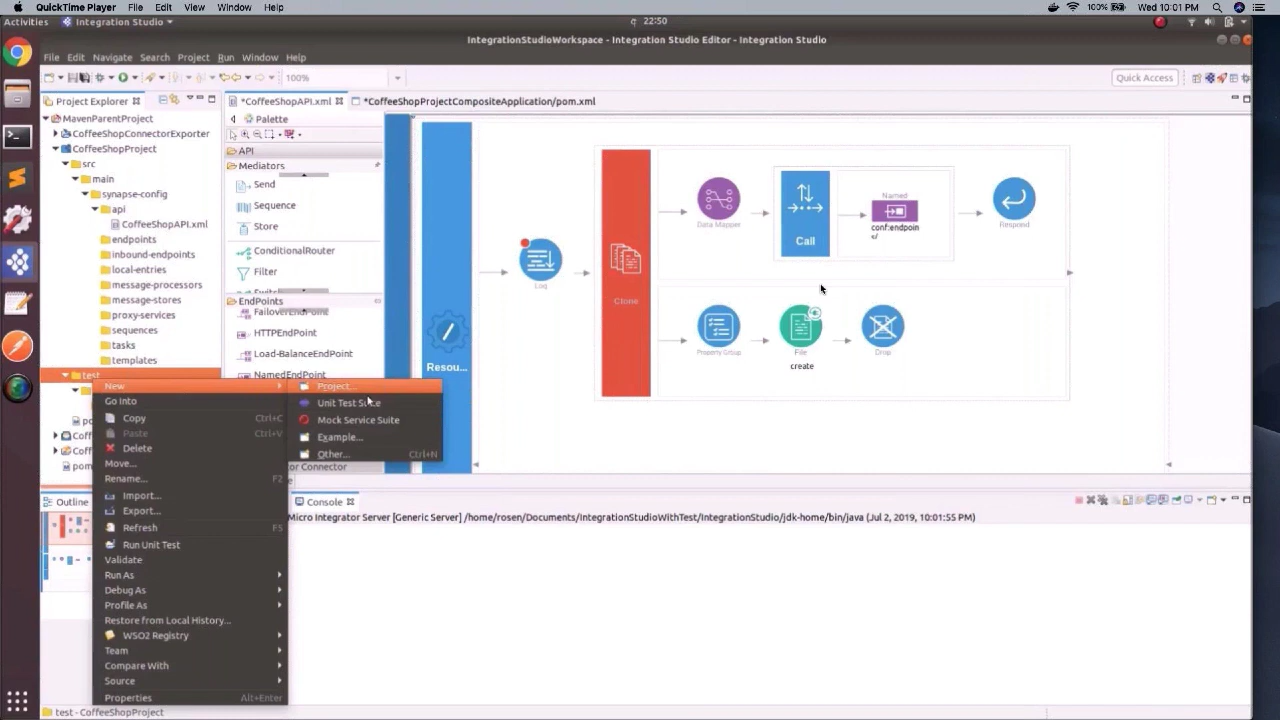 QuickTime Player File Edit View Window Help
100% Wed 10:01 PM
Activities Integration Studio
22:50
IntegrationStudioWorkspace - Integration Studio Editor - Integration Studio
File Edit Navigate Search Project Run Window Help
100%
Quick Access
Project Explorer
*CoffeeShopAPI.xml
*CoffeeShopProjectCompositeApplication/pom.xml
MavenParentProject
CoffeeShopConnectorExporter
CoffeeShopProject
src
main
synapse-config
api
CoffeeShopAPI.xml
endpoints
inbound-endpoints
local-entries
message-processors
message-stores
proxy-services
sequences
tasks
templates
test
Coff
Cof
pom
Palette
API
Mediators
Send
Sequence
Store
ConditionalRouter
Filter
EndPoints
FailoverEndPoint
HTTPEndPoint
Load-BalanceEndPoint
NamedEndPoint
Connector
Resou...
Log
Clone
Data Mapper
Call
Named
conf:endpoin
</
Respond
Property Group
File
create
Drop
New
Go Into
Copy Ctrl+C
Paste Ctrl+V
Delete
Move...
Rename... F2
Import...
Export...
Refresh F5
Run Unit Test
Validate
Run As
Debug As
Profile As
Restore from Local History...
WSO2 Registry
Team
Compare With
Source
Properties Alt+Enter
Project...
Unit Test Suite
Mock Service Suite
Example...
Other... Ctrl+N
Outline
Console
Micro Integrator Server [Generic Server] /home/rosen/Documents/IntegrationStudioWithTest/IntegrationStudio/jdk-home/bin/java (Jul 2, 2019, 10:01:55 PM)
test - CoffeeShopProject